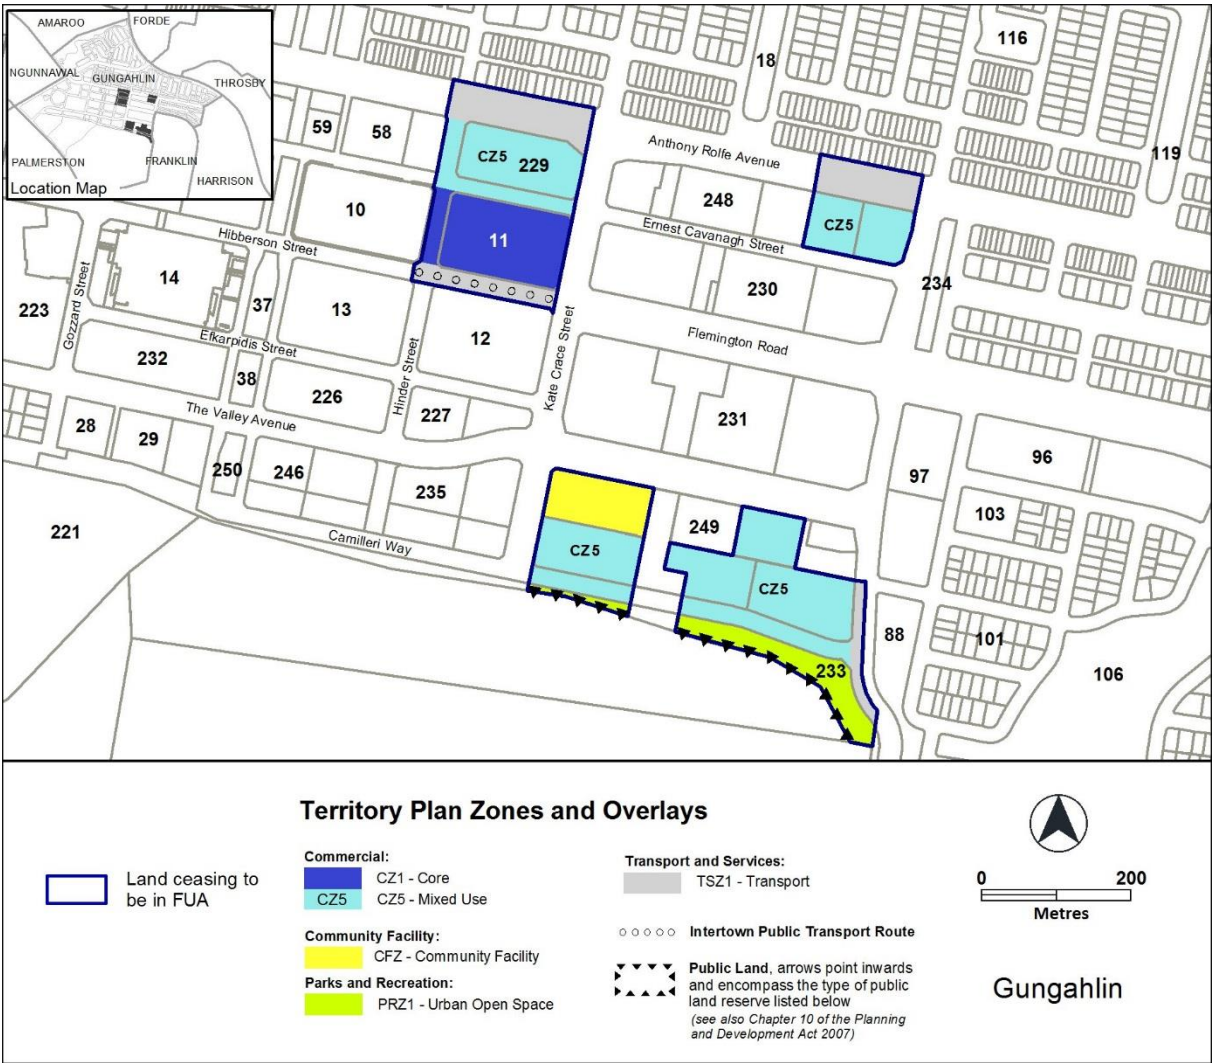 AMAROO
FORDE
NGUNNAWAL
GUNGAHLIN
THROSBY
PALMERSTON
FRANKLIN
HARRISON
Location Map
116
18
59
58
119
Anthony Rolfe Avenue
CZ5
229
10
248
CZ5
11
Hibberson Street
Ernest Cavanagh Street
14
234
230
223
Gozzard Street
37
13
12
Kate Crace Street
Efkarpidis Street
Flemington Road
232
Hinder Street
38
226
227
The Valley Avenue
231
28
29
250
246
235
97
96
221
Camilleri Way
249
103
CZ5
CZ5
88
101
233
106
Territory Plan Zones and Overlays
Land ceasing to
be in FUA
Commercial:
CZ1 - Core
CZ5
CZ5 - Mixed Use
Community Facility:
CFZ - Community Facility
Parks and Recreation:
PRZ1 - Urban Open Space
Transport and Services:
TSZ1 - Transport
Intertown Public Transport Route
Public Land, arrows point inwards
and encompass the type of public
land reserve listed below
(see also Chapter 10 of the Planning
and Development Act 2007)
0
200
Metres
Gungahlin